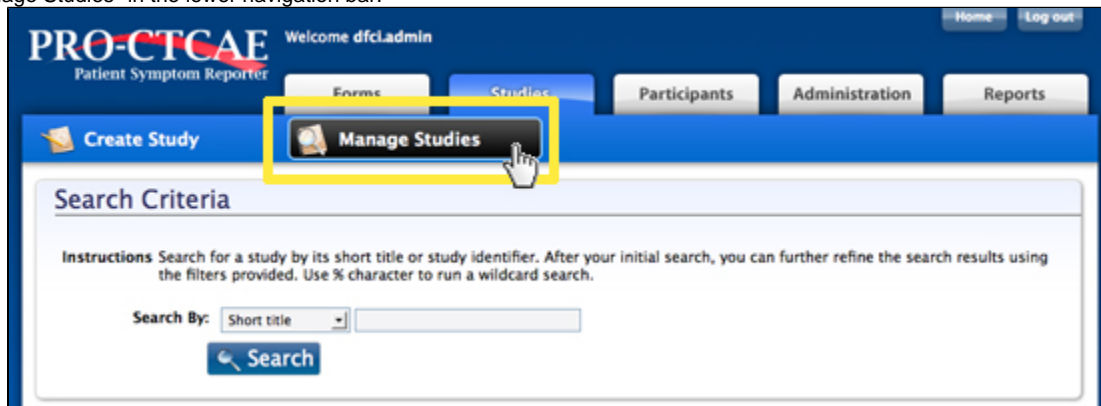 age Studies" in the lower navigation bar.
Home Log out
PRO-CTCAE Welcome dfci.admin
Patient Symptom Reporter
Forms Studies Participants Administration Reports
Create Study Manage Studies
Search Criteria
Instructions Search for a study by its short title or study identifier. After your initial search, you can further refine the search results using
the filters provided. Use % character to run a wildcard search.
Search By: Short title
Search